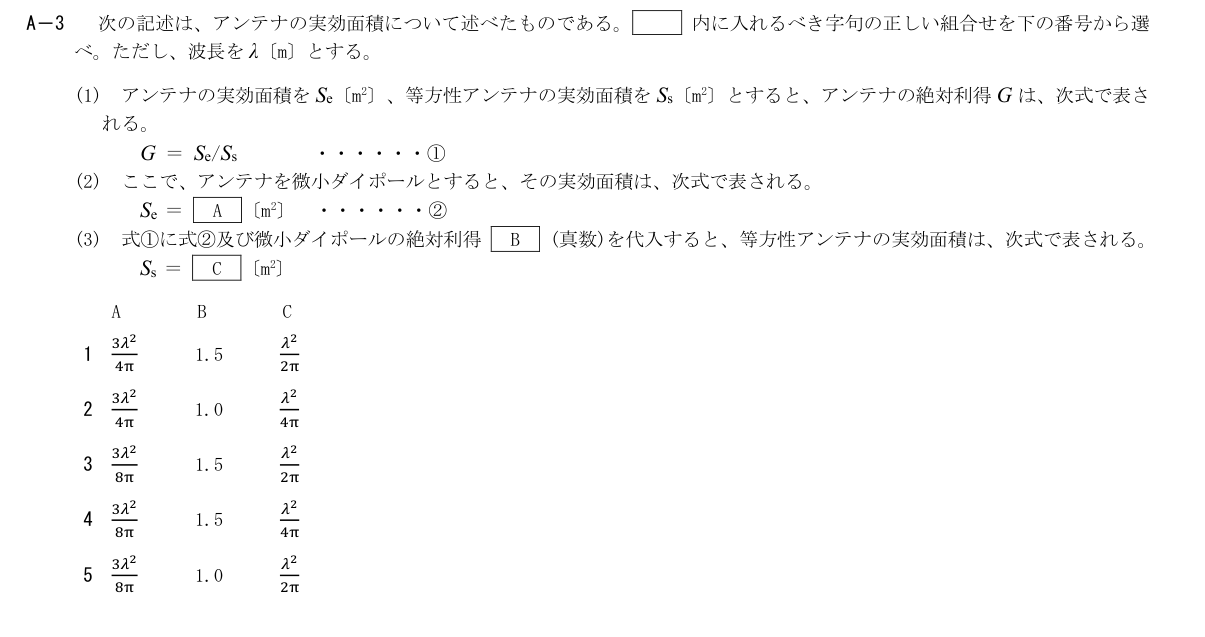 A－3 次の記述は、アンテナの実効面積について述べたものである。 内に入れるべき字句の正しい組合せを下の番号から選
べ。ただし、波長をλ〔m〕とする。
(1) アンテナの実効面積をSe〔m²〕、等方性アンテナの実効面積をSs〔m²〕とすると、アンテナの絶対利得Gは、次式で表さ
れる。
G ＝ Se/Ss ・・・・・・①
(2) ここで、アンテナを微小ダイポールとすると、その実効面積は、次式で表される。
Se ＝ A 〔m²〕 ・・・・・・②
(3) 式①に式②及び微小ダイポールの絶対利得 B (真数)を代入すると、等方性アンテナの実効面積は、次式で表される。
Ss ＝ C 〔m²〕
A B C
1 3λ²/4π 1.5 λ²/2π
2 3λ²/4π 1.0 λ²/4π
3 3λ²/8π 1.5 λ²/2π
4 3λ²/8π 1.5 λ²/4π
5 3λ²/8π 1.0 λ²/2π